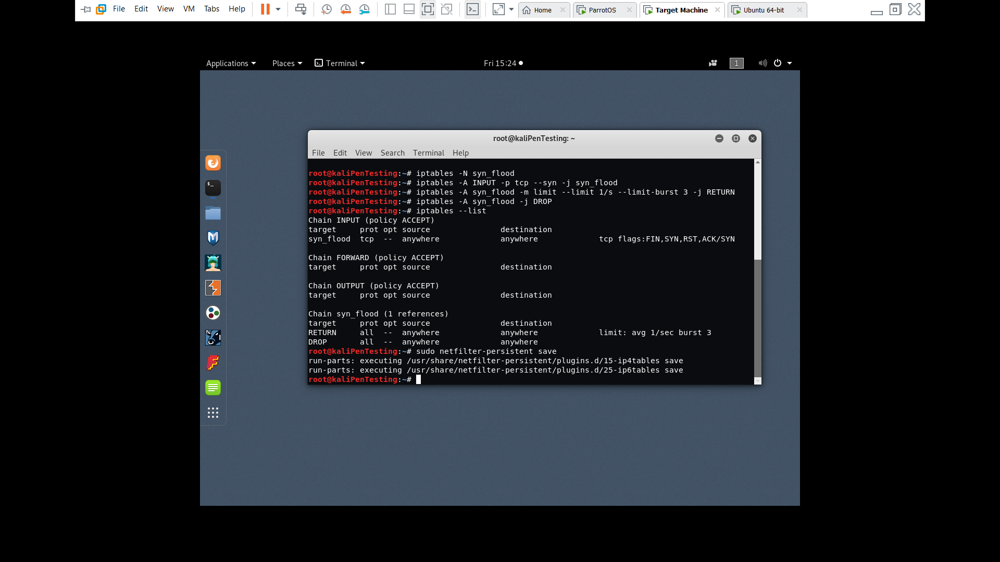 File Edit View VM Tabs Help Home ParrotOS Target Machine Ubuntu 64-bit
Applications Places Terminal Fri 15:24 1
root@kaliPenTesting: ~
File Edit View Search Terminal Help
root@kaliPenTesting:~# iptables -N syn_flood
root@kaliPenTesting:~# iptables -A INPUT -p tcp --syn -j syn_flood
root@kaliPenTesting:~# iptables -A syn_flood -m limit --limit 1/s --limit-burst 3 -j RETURN
root@kaliPenTesting:~# iptables -A syn_flood -j DROP
root@kaliPenTesting:~# iptables --list
Chain INPUT (policy ACCEPT)
target     prot opt source               destination
syn_flood  tcp  --  anywhere             anywhere             tcp flags:FIN,SYN,RST,ACK/SYN
Chain FORWARD (policy ACCEPT)
target     prot opt source               destination
Chain OUTPUT (policy ACCEPT)
target     prot opt source               destination
Chain syn_flood (1 references)
target     prot opt source               destination
RETURN     all  --  anywhere             anywhere             limit: avg 1/sec burst 3
DROP       all  --  anywhere             anywhere
root@kaliPenTesting:~# sudo netfilter-persistent save
run-parts: executing /usr/share/netfilter-persistent/plugins.d/15-ip4tables save
run-parts: executing /usr/share/netfilter-persistent/plugins.d/25-ip6tables save
root@kaliPenTesting:~#